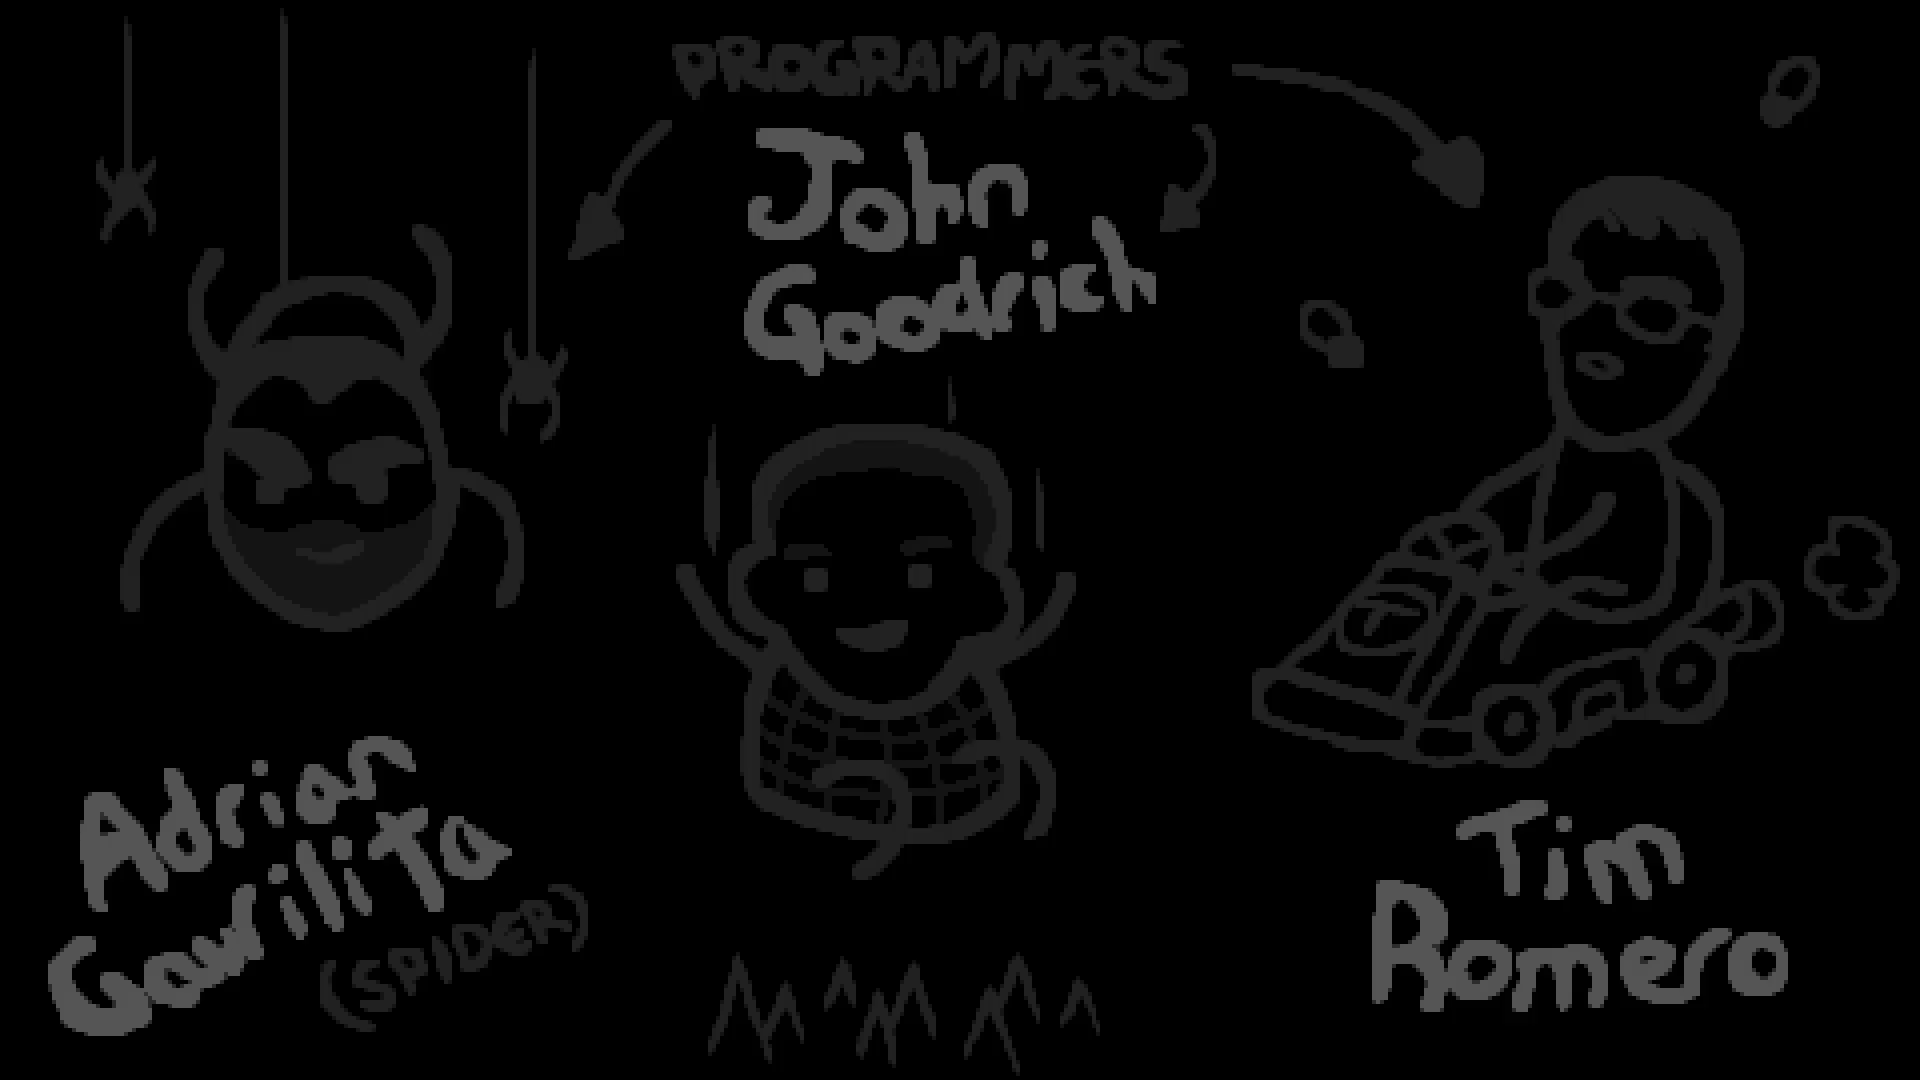 PROGRAMMERS
John
Goodrich
Adrian
Gavrilita
(SPIDER)
T
Tim
Romero